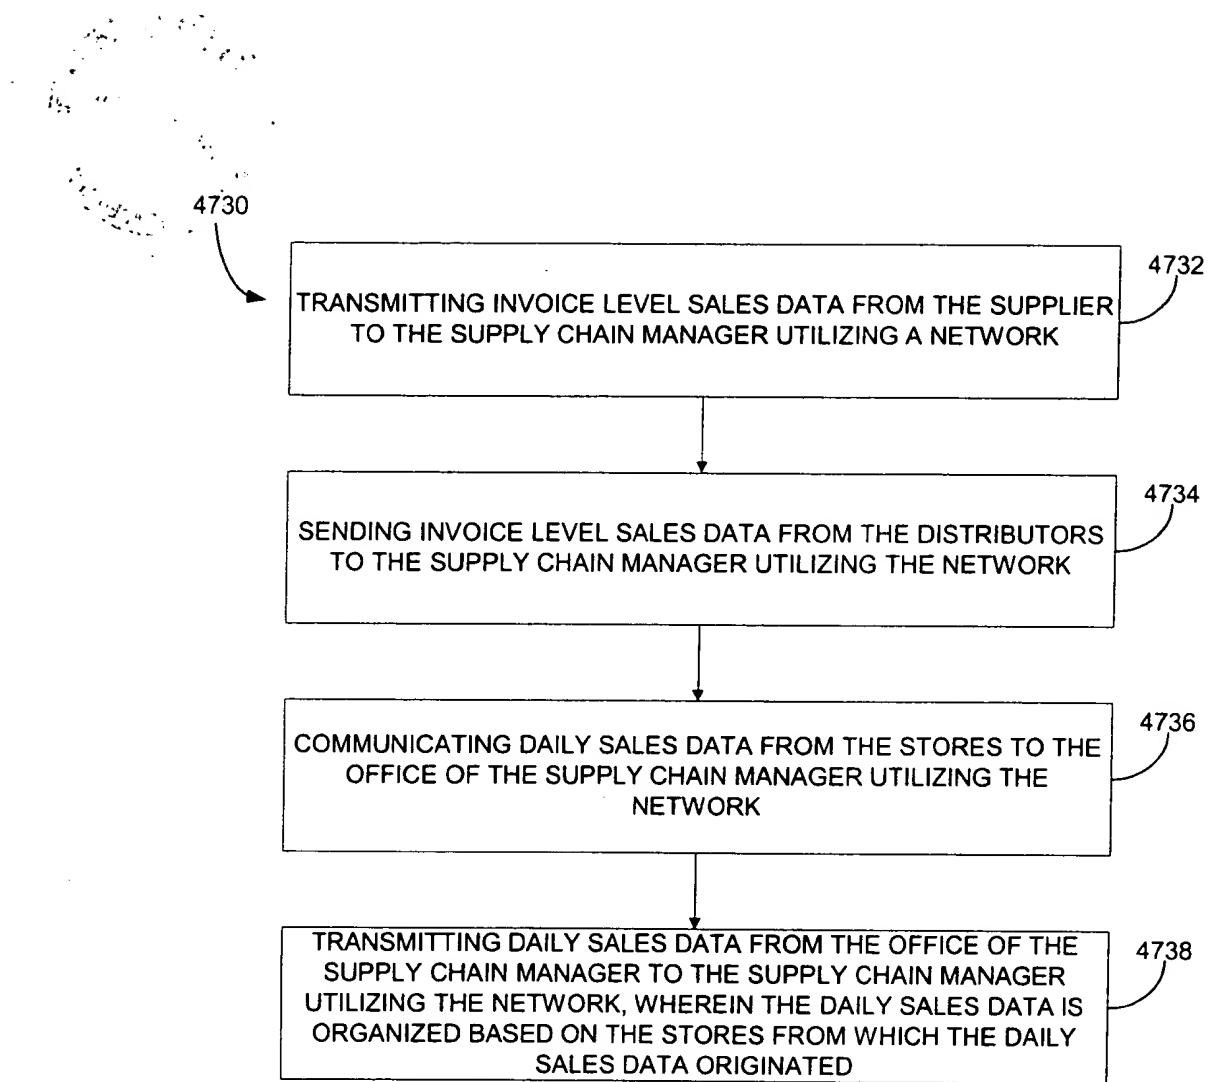 4730
4732
TRANSMITTING INVOICE LEVEL SALES DATA FROM THE SUPPLIER
TO THE SUPPLY CHAIN MANAGER UTILIZING A NETWORK
4734
SENDING INVOICE LEVEL SALES DATA FROM THE DISTRIBUTORS
TO THE SUPPLY CHAIN MANAGER UTILIZING THE NETWORK
4736
COMMUNICATING DAILY SALES DATA FROM THE STORES TO THE
OFFICE OF THE SUPPLY CHAIN MANAGER UTILIZING THE
NETWORK
4738
TRANSMITTING DAILY SALES DATA FROM THE OFFICE OF THE
SUPPLY CHAIN MANAGER TO THE SUPPLY CHAIN MANAGER
UTILIZING THE NETWORK, WHEREIN THE DAILY SALES DATA IS
ORGANIZED BASED ON THE STORES FROM WHICH THE DAILY
SALES DATA ORIGINATED